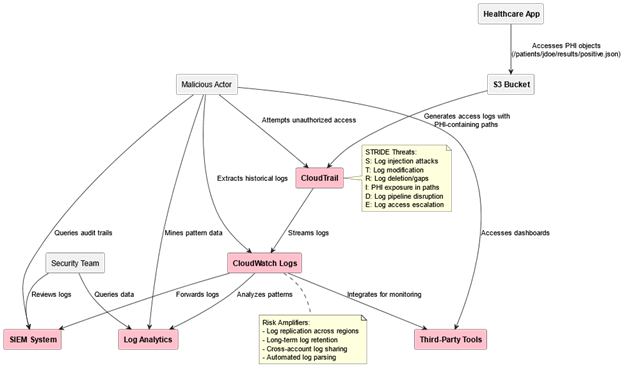 Healthcare App
Accesses PHI objects
(/patients/jdoe/results/positive.json)
Malicious Actor
S3 Bucket
Attempts unauthorized access
Generates access logs with
PHI-containing paths
STRIDE Threats:
S: Log injection attacks
T: Log modification
R: Log deletion/gaps
I: PHI exposure in paths
D: Log pipeline disruption
E: Log access escalation
CloudTrail
Extracts historical logs
Queries audit trails
Mines pattern data
Streams logs
Accesses dashboards
Security Team
CloudWatch Logs
Reviews logs
Queries data
Forwards logs
Analyzes patterns
Integrates for monitoring
Risk Amplifiers:
- Log replication across regions
- Long-term log retention
- Cross-account log sharing
- Automated log parsing
SIEM System
Log Analytics
Third-Party Tools